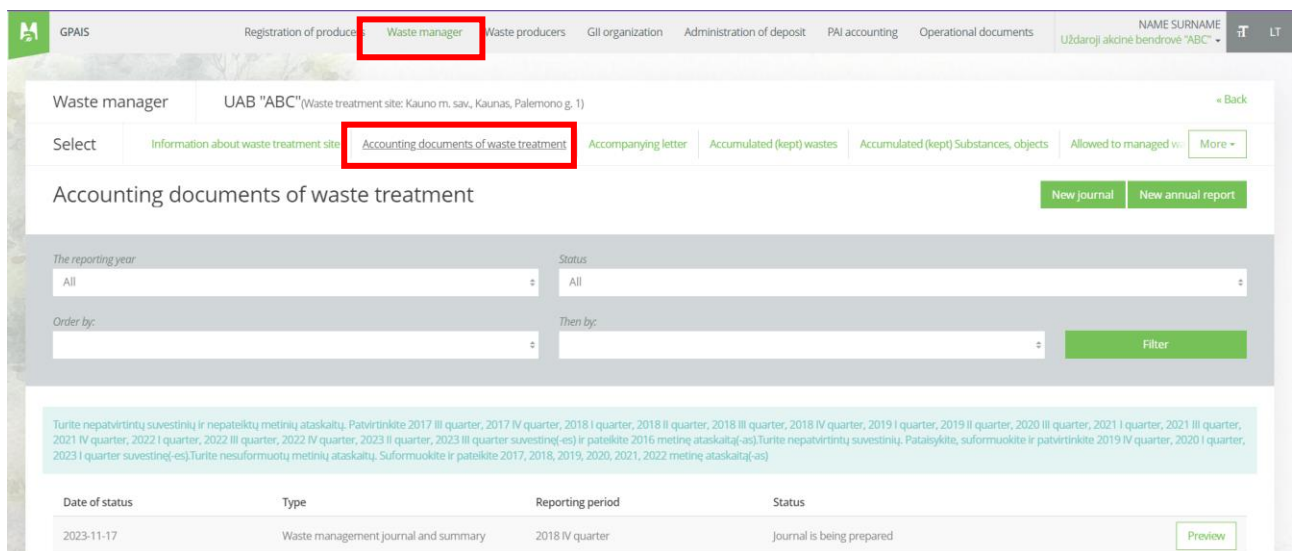 GPAIS Registration of producers Waste manager Waste producers GII organization Administration of deposit PAI accounting Operational documents NAME SURNAME
Uždaroji akcinė bendrovė "ABC" T LT
Waste manager UAB "ABC"(Waste treatment site: Kauno m. sav., Kaunas, Palemono g. 1) « Back
Select Information about waste treatment site Accounting documents of waste treatment Accompanying letter Accumulated (kept) wastes Accumulated (kept) Substances, objects Allowed to managed More
Accounting documents of waste treatment New journal New annual report
The reporting year Status
All All
Order by: Then by:
Filter
Turite nepatvirtintų suvestinių ir nepateiktų metinių ataskaitų. Patvirtinkite 2017 III quarter, 2017 IV quarter, 2018 I quarter, 2018 II quarter, 2018 III quarter, 2018 IV quarter, 2019 I quarter, 2019 II quarter, 2020 III quarter, 2021 I quarter, 2021 III quarter,
2021 IV quarter, 2022 I quarter, 2022 III quarter, 2022 IV quarter, 2023 II quarter, 2023 III quarter suvestinę(-es) ir pateikite 2016 metinę ataskaitą(-as).Turite nepatvirtintų suvestinių. Pataisykite, suformuokite ir patvirtinkite 2019 IV quarter, 2020 I quarter,
2023 I quarter suvestinę(-es).Turite nesuformuotų metinių ataskaitų. Suformuokite ir pateikite 2017, 2018, 2019, 2020, 2021, 2022 metinę ataskaitą(-as)
Date of status Type Reporting period Status
2023-11-17 Waste management journal and summary 2018 IV quarter Journal is being prepared Preview